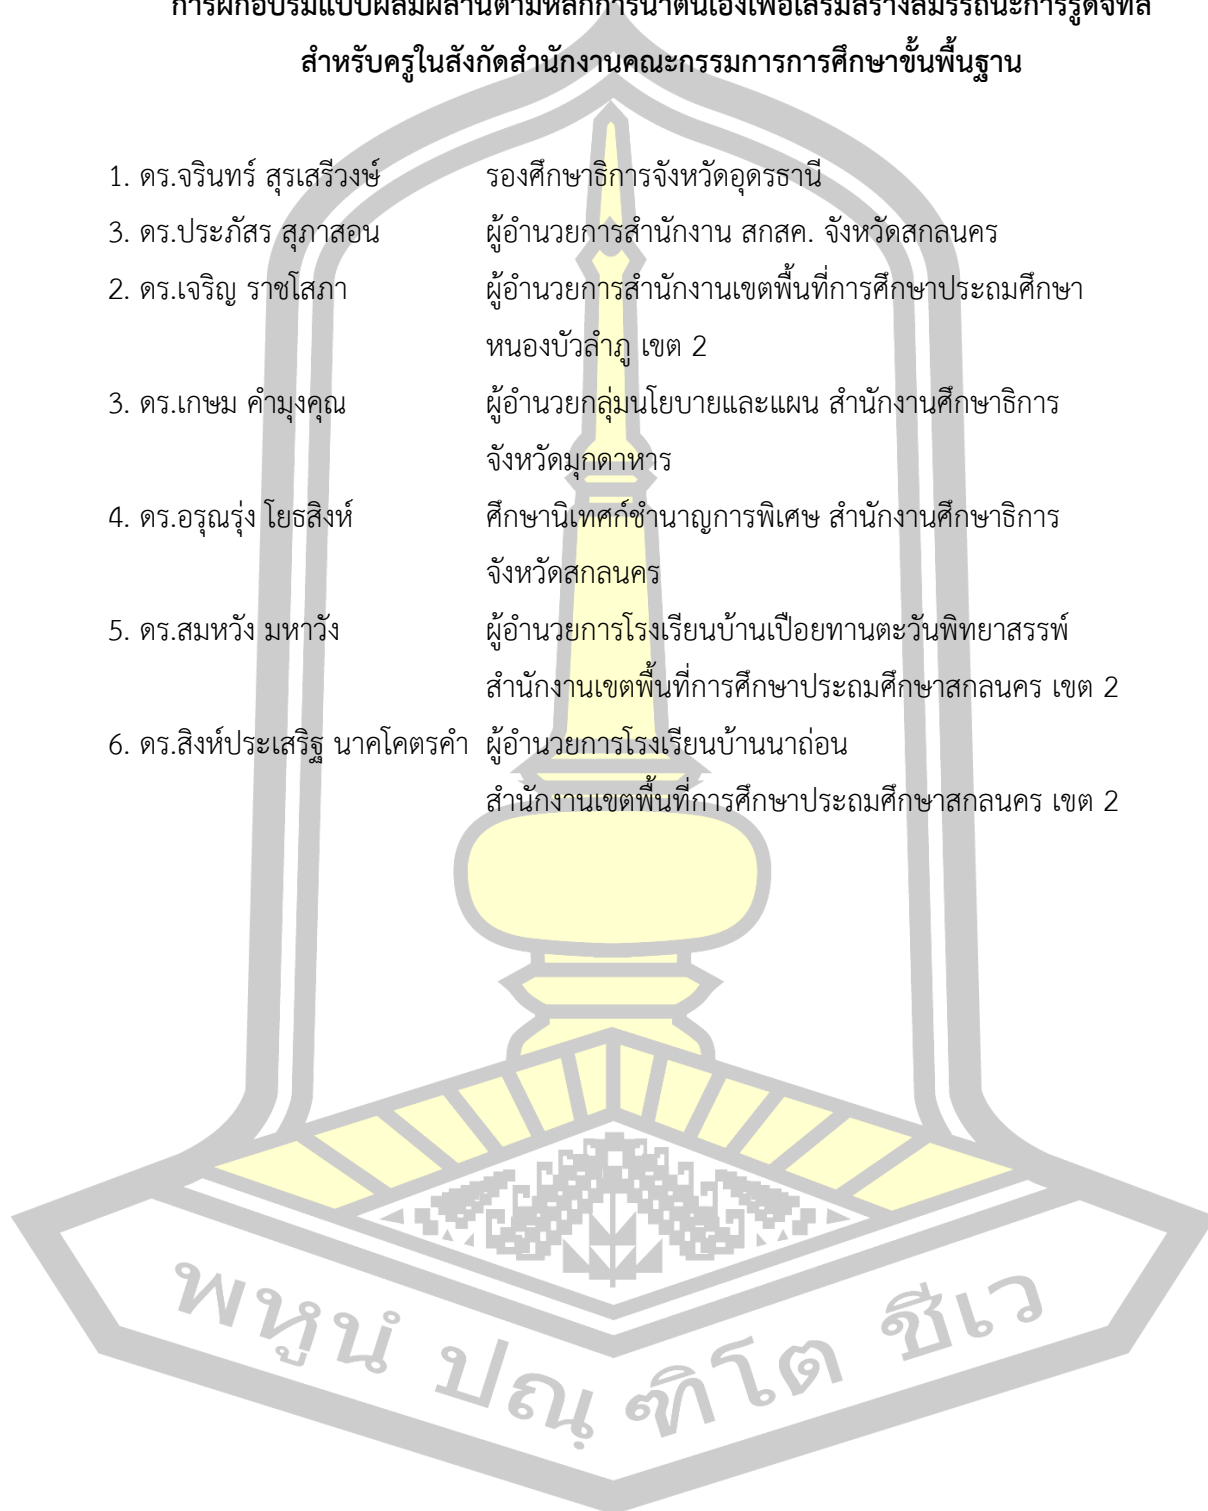 การฝึกอบรมแบบผสมผสานตามหลักการนำตนเองเพื่อเสริมสร้างสมรรถนะการรู้ดิจิทัล
สำหรับครูในสังกัดสำนักงานคณะกรรมการการศึกษาขั้นพื้นฐาน
1. ดร.จรินทร์ สุรเสรีวงษ์ รองศึกษาธิการจังหวัดอุดรธานี
3. ดร.ประภัสร สุภาสอน ผู้อำนวยการสำนักงาน สกสค. จังหวัดสกลนคร
2. ดร.เจริญ ราชโสภา ผู้อำนวยการสำนักงานเขตพื้นที่การศึกษาประถมศึกษา
หนองบัวลำภู เขต 2
3. ดร.เกษม คำมุงคุณ ผู้อำนวยกลุ่มนโยบายและแผน สำนักงานศึกษาธิการ
จังหวัดมุกดาหาร
4. ดร.อรุณรุ่ง โยธสิงห์ ศึกษานิเทศก์ชำนาญการพิเศษ สำนักงานศึกษาธิการ
จังหวัดสกลนคร
5. ดร.สมหวัง มหาวัง ผู้อำนวยการโรงเรียนบ้านเปือยทานตะวันพิทยาสรรพ์
สำนักงานเขตพื้นที่การศึกษาประถมศึกษาสกลนคร เขต 2
6. ดร.สิงห์ประเสริฐ นาคโคตรคำ ผู้อำนวยการโรงเรียนบ้านนาถ่อน
สำนักงานเขตพื้นที่การศึกษาประถมศึกษาสกลนคร เขต 2
พหูนํ ปณฺ ฑิโต ชีเว